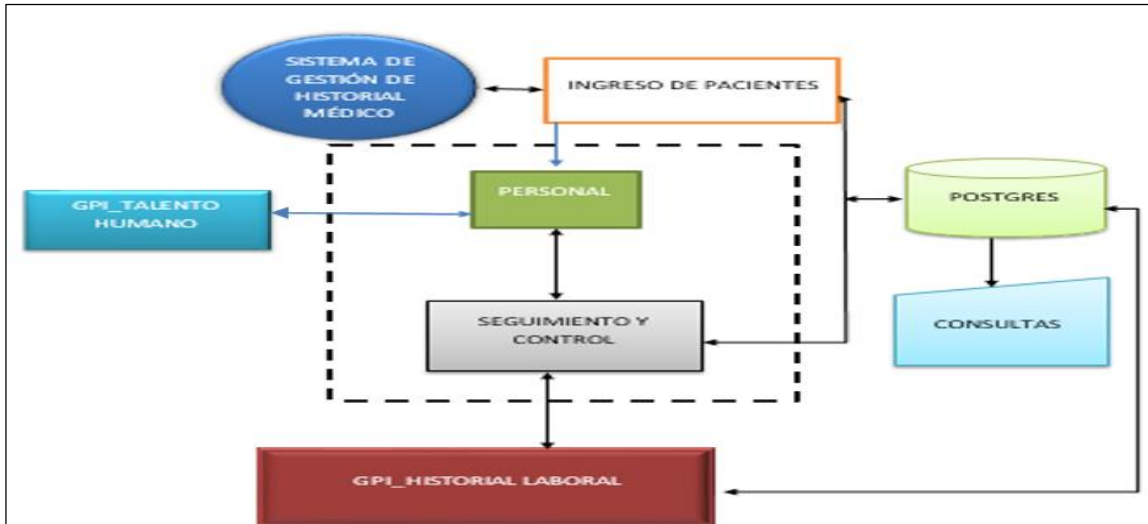 SISTEMA DE
GESTIÓN DE
HISTORIAL
MÉDICO
INGRESO DE PACIENTES
PERSONAL
GPI_TALENTO
HUMANO
POSTGRES
SEGUIMIENTO Y
CONTROL
CONSULTAS
GPI_HISTORIAL LABORAL